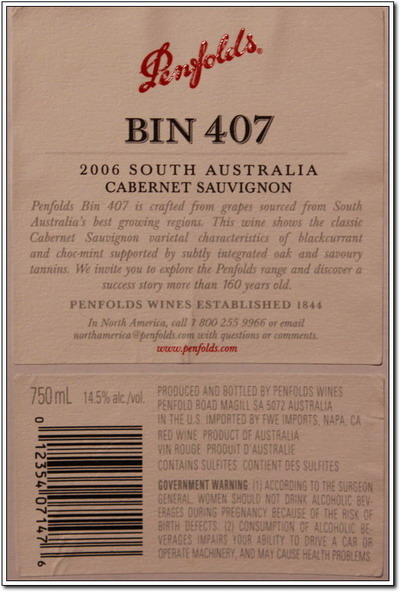 Penfolds.
BIN 407
2006 SOUTH AUSTRALIA
CABERNET SAUVIGNON
Penfolds Bin 407 is crafted from grapes sourced from South
Australia's best growing regions. This wine shows the classic
Cabernet Sauvignon varietal characteristics of blackcurrant
and choc-mint supported by subtly integrated oak and savoury
tannins. We invite you to explore the Penfolds range and discover a
success story more than 160 years old.
PENFOLDS WINES ESTABLISHED 1844
In North America, call 1 800 255 9966 or email
northamerica@penfolds.com with questions or comments.
www.penfolds.com
750 mL 14.5% alc./vol.
0 12354 07147 6
PRODUCED AND BOTTLED BY PENFOLDS WINES
PENFOLD ROAD MAGILL SA 5072 AUSTRALIA
IN THE U.S. IMPORTED BY FWE IMPORTS, NAPA, CA
RED WINE PRODUCT OF AUSTRALIA
VIN ROUGE PRODUIT D'AUSTRALIE
CONTAINS SULFITES CONTIENT DES SULFITES
GOVERNMENT WARNING: (1) ACCORDING TO THE SURGEON
GENERAL, WOMEN SHOULD NOT DRINK ALCOHOLIC BEV-
ERAGES DURING PREGNANCY BECAUSE OF THE RISK OF
BIRTH DEFECTS. (2) CONSUMPTION OF ALCOHOLIC BE-
VERAGES IMPAIRS YOUR ABILITY TO DRIVE A CAR OR
OPERATE MACHINERY, AND MAY CAUSE HEALTH PROBLEMS.